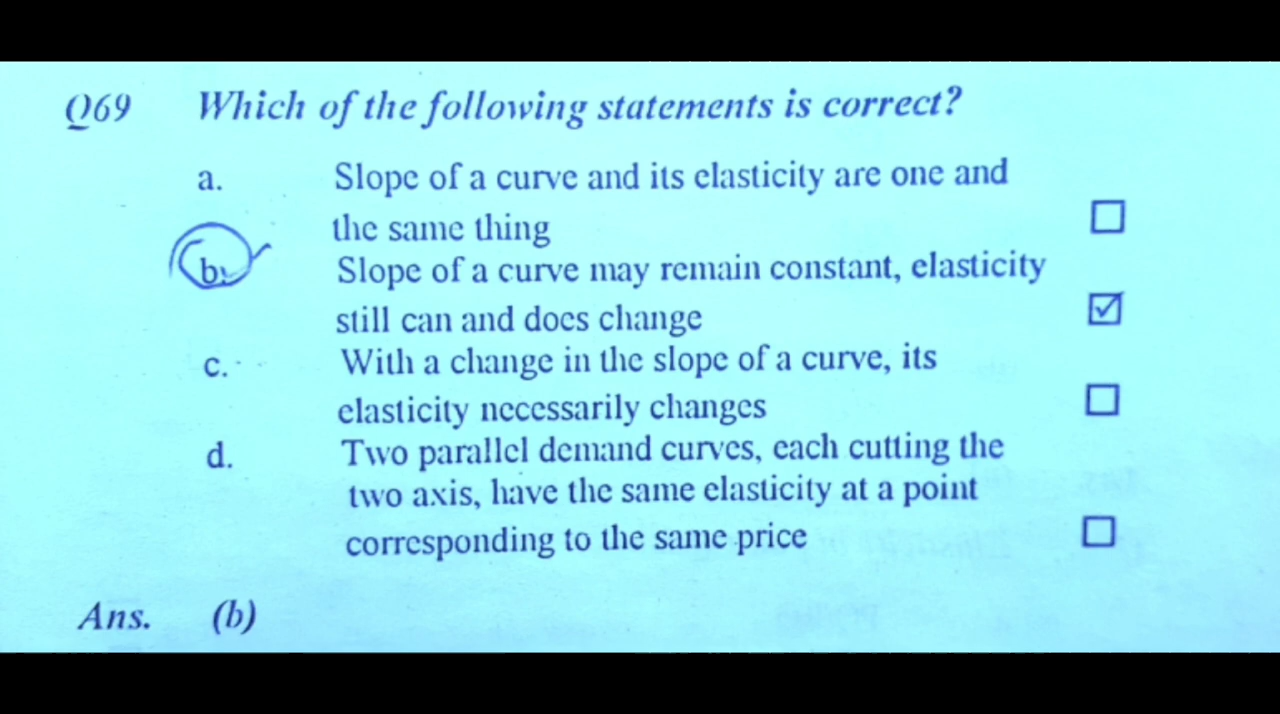 Q69 Which of the following statements is correct?
a. Slope of a curve and its elasticity are one and
the same thing
b. Slope of a curve may remain constant, elasticity
still can and does change
c. With a change in the slope of a curve, its
elasticity necessarily changes
d. Two parallel demand curves, each cutting the
two axis, have the same elasticity at a point
corresponding to the same price
Ans. (b)